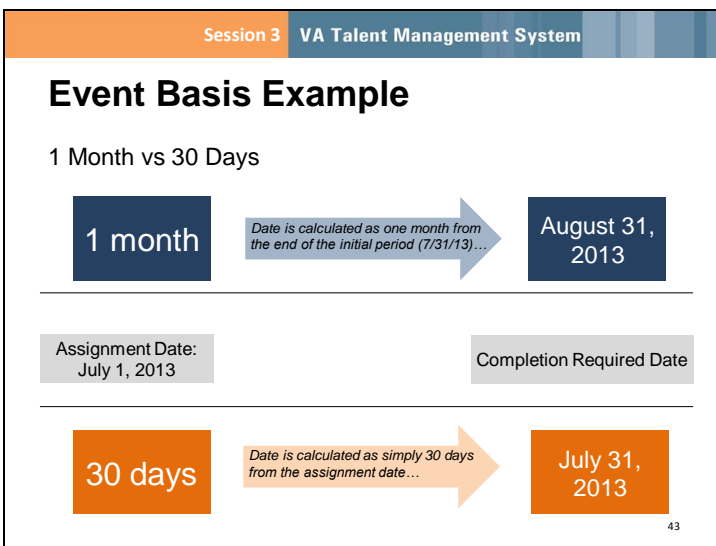 Session 3 VA Talent Management System
Event Basis Example
1 Month vs 30 Days
1 month
Date is calculated as one month from
the end of the initial period (7/31/13)…
August 31,
2013
Assignment Date:
July 1, 2013
Completion Required Date
30 days
Date is calculated as simply 30 days
from the assignment date…
July 31,
2013
43